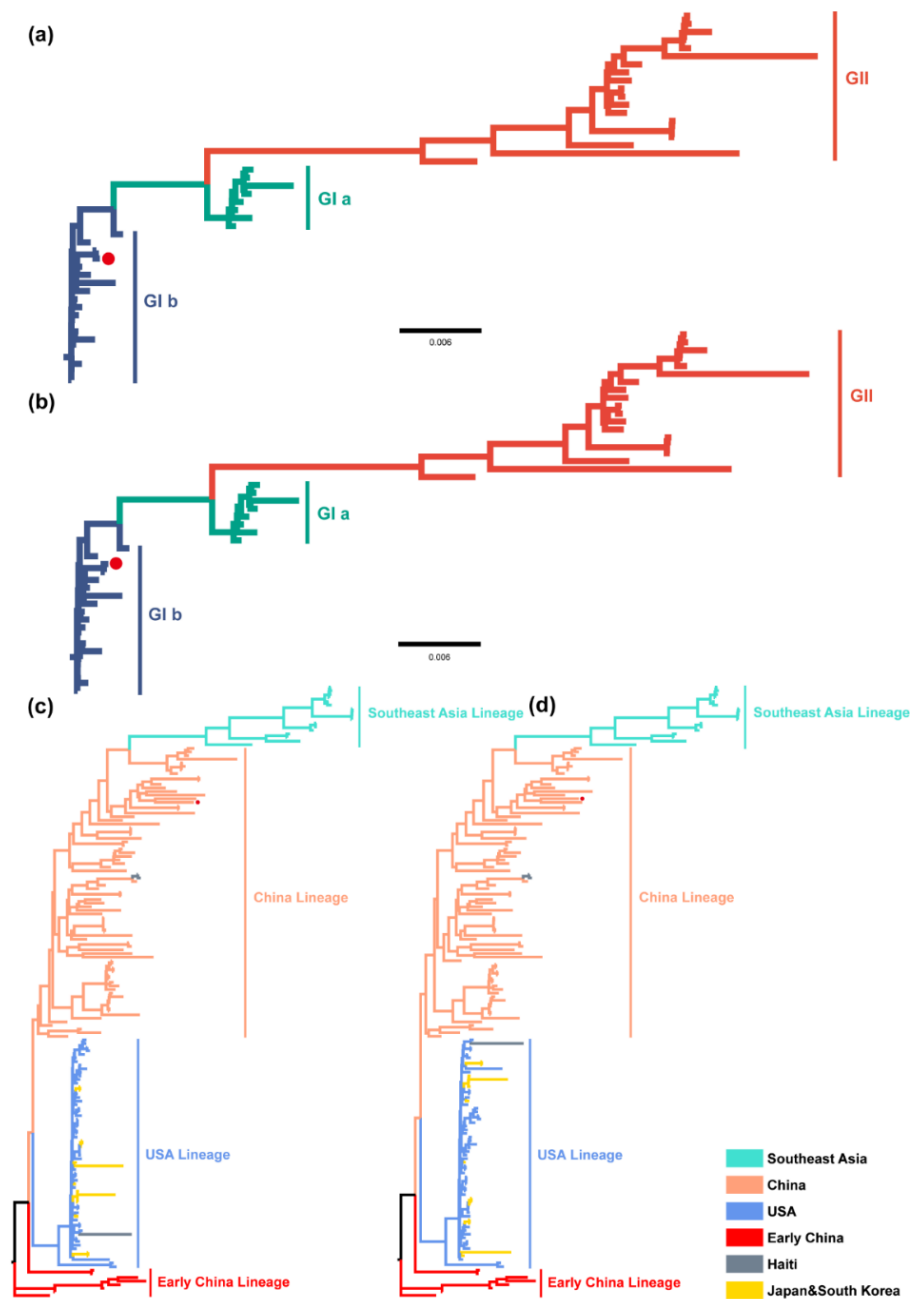 (a)
GII
GI a
GI b
0.006
(b)
GII
GI a
GI b
0.006
(c)
Southeast Asia Lineage
(d)
Southeast Asia Lineage
China Lineage
China Lineage
USA Lineage
USA Lineage
Early China Lineage
Early China Lineage
Southeast Asia
China
USA
Early China
Haiti
Japan&South Korea